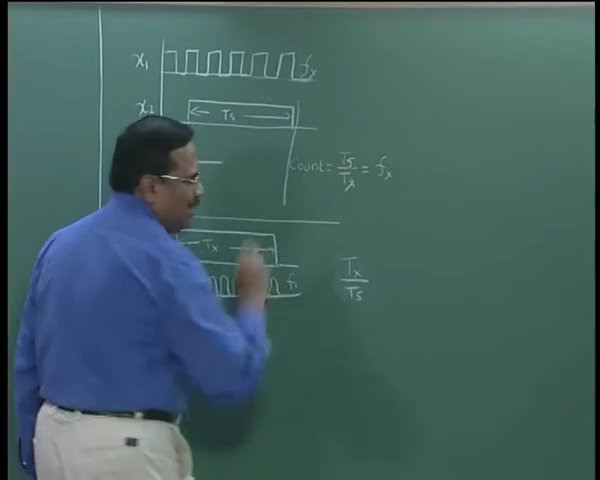 x₁ fₓ
x₂ Ts
Count = Ts/Tx = fx
Tx
fs
Tx/Ts